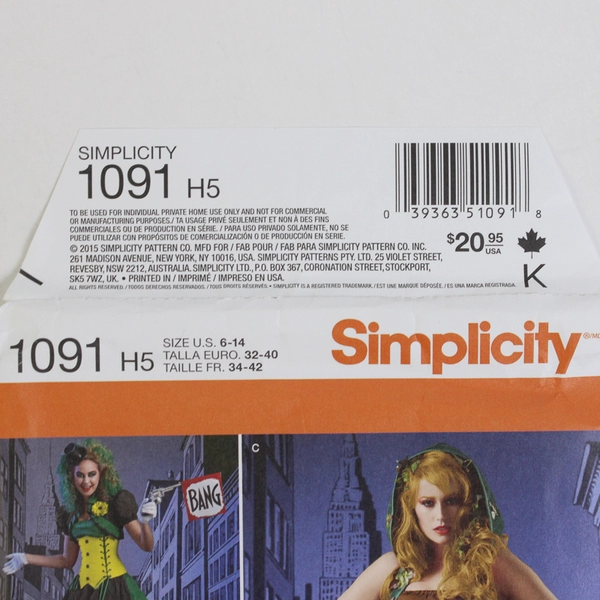 SIMPLICITY
1091 H5
TO BE USED FOR INDIVIDUAL PRIVATE HOME USE ONLY AND NOT FOR COMMERCIAL
OR MANUFACTURING PURPOSES./ TA USAGE PRIVÉ SEULEMENT ET NON À DES FINS
COMMERCIALES OU DE PRODUCTION EN SÉRIE. / PARA USO PRIVADO SOLAMENTE, NO SE
PUEDE UTILIZAR CON PROPÓSITOS DE COMERCIALIZACIÓN O DE PRODUCCIÓN EN SERIE.
© 2015 SIMPLICITY PATTERN CO. MFD FOR / FAB POUR / FAB PARA SIMPLICITY PATTERN CO. INC.
261 MADISON AVENUE, NEW YORK, NY 10016, USA. SIMPLICITY PATTERNS PTY. LTD. 25 VIOLET STREET,
REVESBY, NSW 2212, AUSTRALIA. SIMPLICITY LTD., P.O. BOX 367, CORONATION STREET, STOCKPORT,
SK5 7WZ, UK. • PRINTED IN / IMPRIMÉ / IMPRESO EN USA.
ALL RIGHTS RESERVED. / TODOS DERECHOS RESERVADOS. / TOUS DROITS RÉSERVÉS. • SIMPLICITY IS A REGISTERED TRADEMARK. / EST UNE MARQUE DÉPOSÉE. / ES UNA MARCA REGISTRADA.
0 39363 51091 8
$20.95 USA
K
1091 H5
SIZE U.S. 6-14
TALLA EURO. 32-40
TAILLE FR. 34-42
Simplicity
®/MD
BANG
C